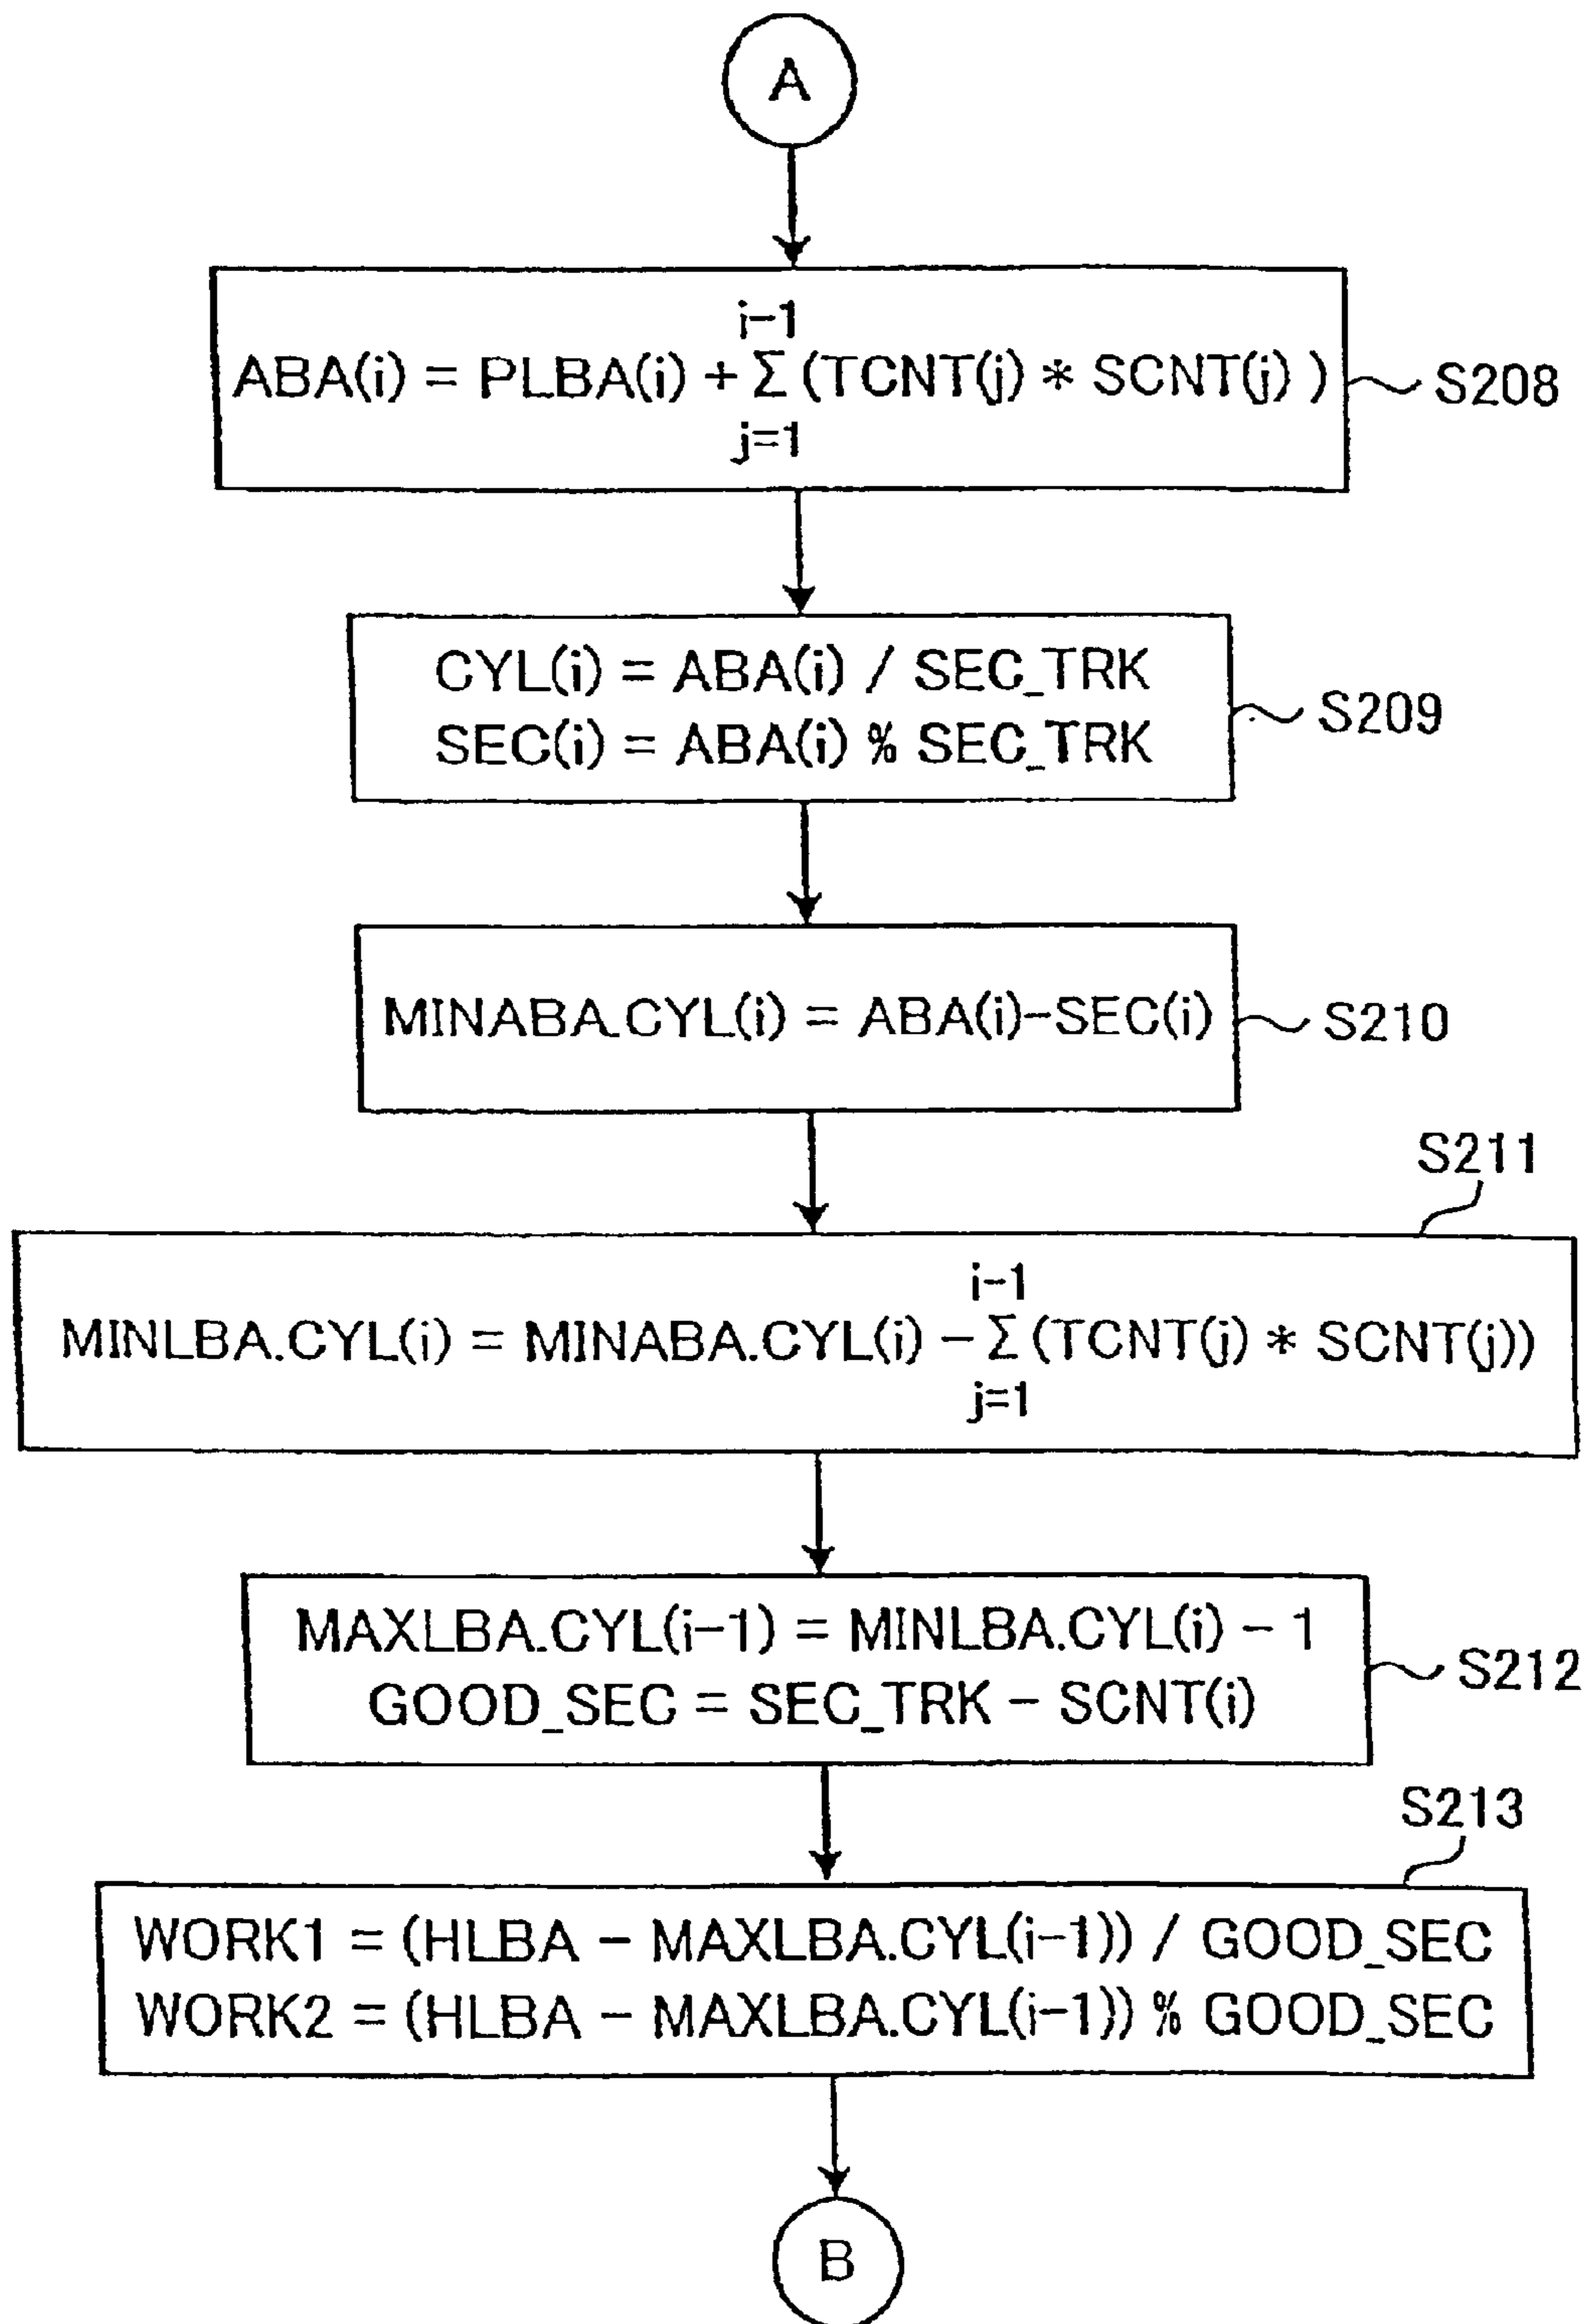 A
i-1
ABA(i) = PLBA(i) + Σ (TCNT(j) * SCNT(j) )
j=1
S208
CYL(i) = ABA(i) / SEC_TRK
SEC(i) = ABA(i) % SEC_TRK
S209
MINABA.CYL(i) = ABA(i)-SEC(i)
S210
S211
i-1
MINLBA.CYL(i) = MINABA.CYL(i) - Σ (TCNT(j) * SCNT(j))
j=1
MAXLBA.CYL(i-1) = MINLBA.CYL(i) - 1
GOOD_SEC = SEC_TRK - SCNT(i)
S212
S213
WORK1 = (HLBA - MAXLBA.CYL(i-1)) / GOOD_SEC
WORK2 = (HLBA - MAXLBA.CYL(i-1)) % GOOD_SEC
B